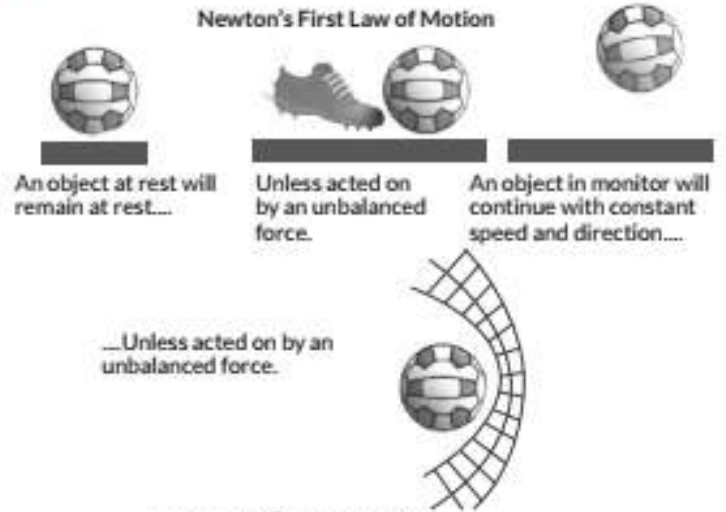 Newton's First Law of Motion
An object at rest will
remain at rest....
Unless acted on
by an unbalanced
force.
An object in monitor will
continue with constant
speed and direction....
....Unless acted on by an
unbalanced force.